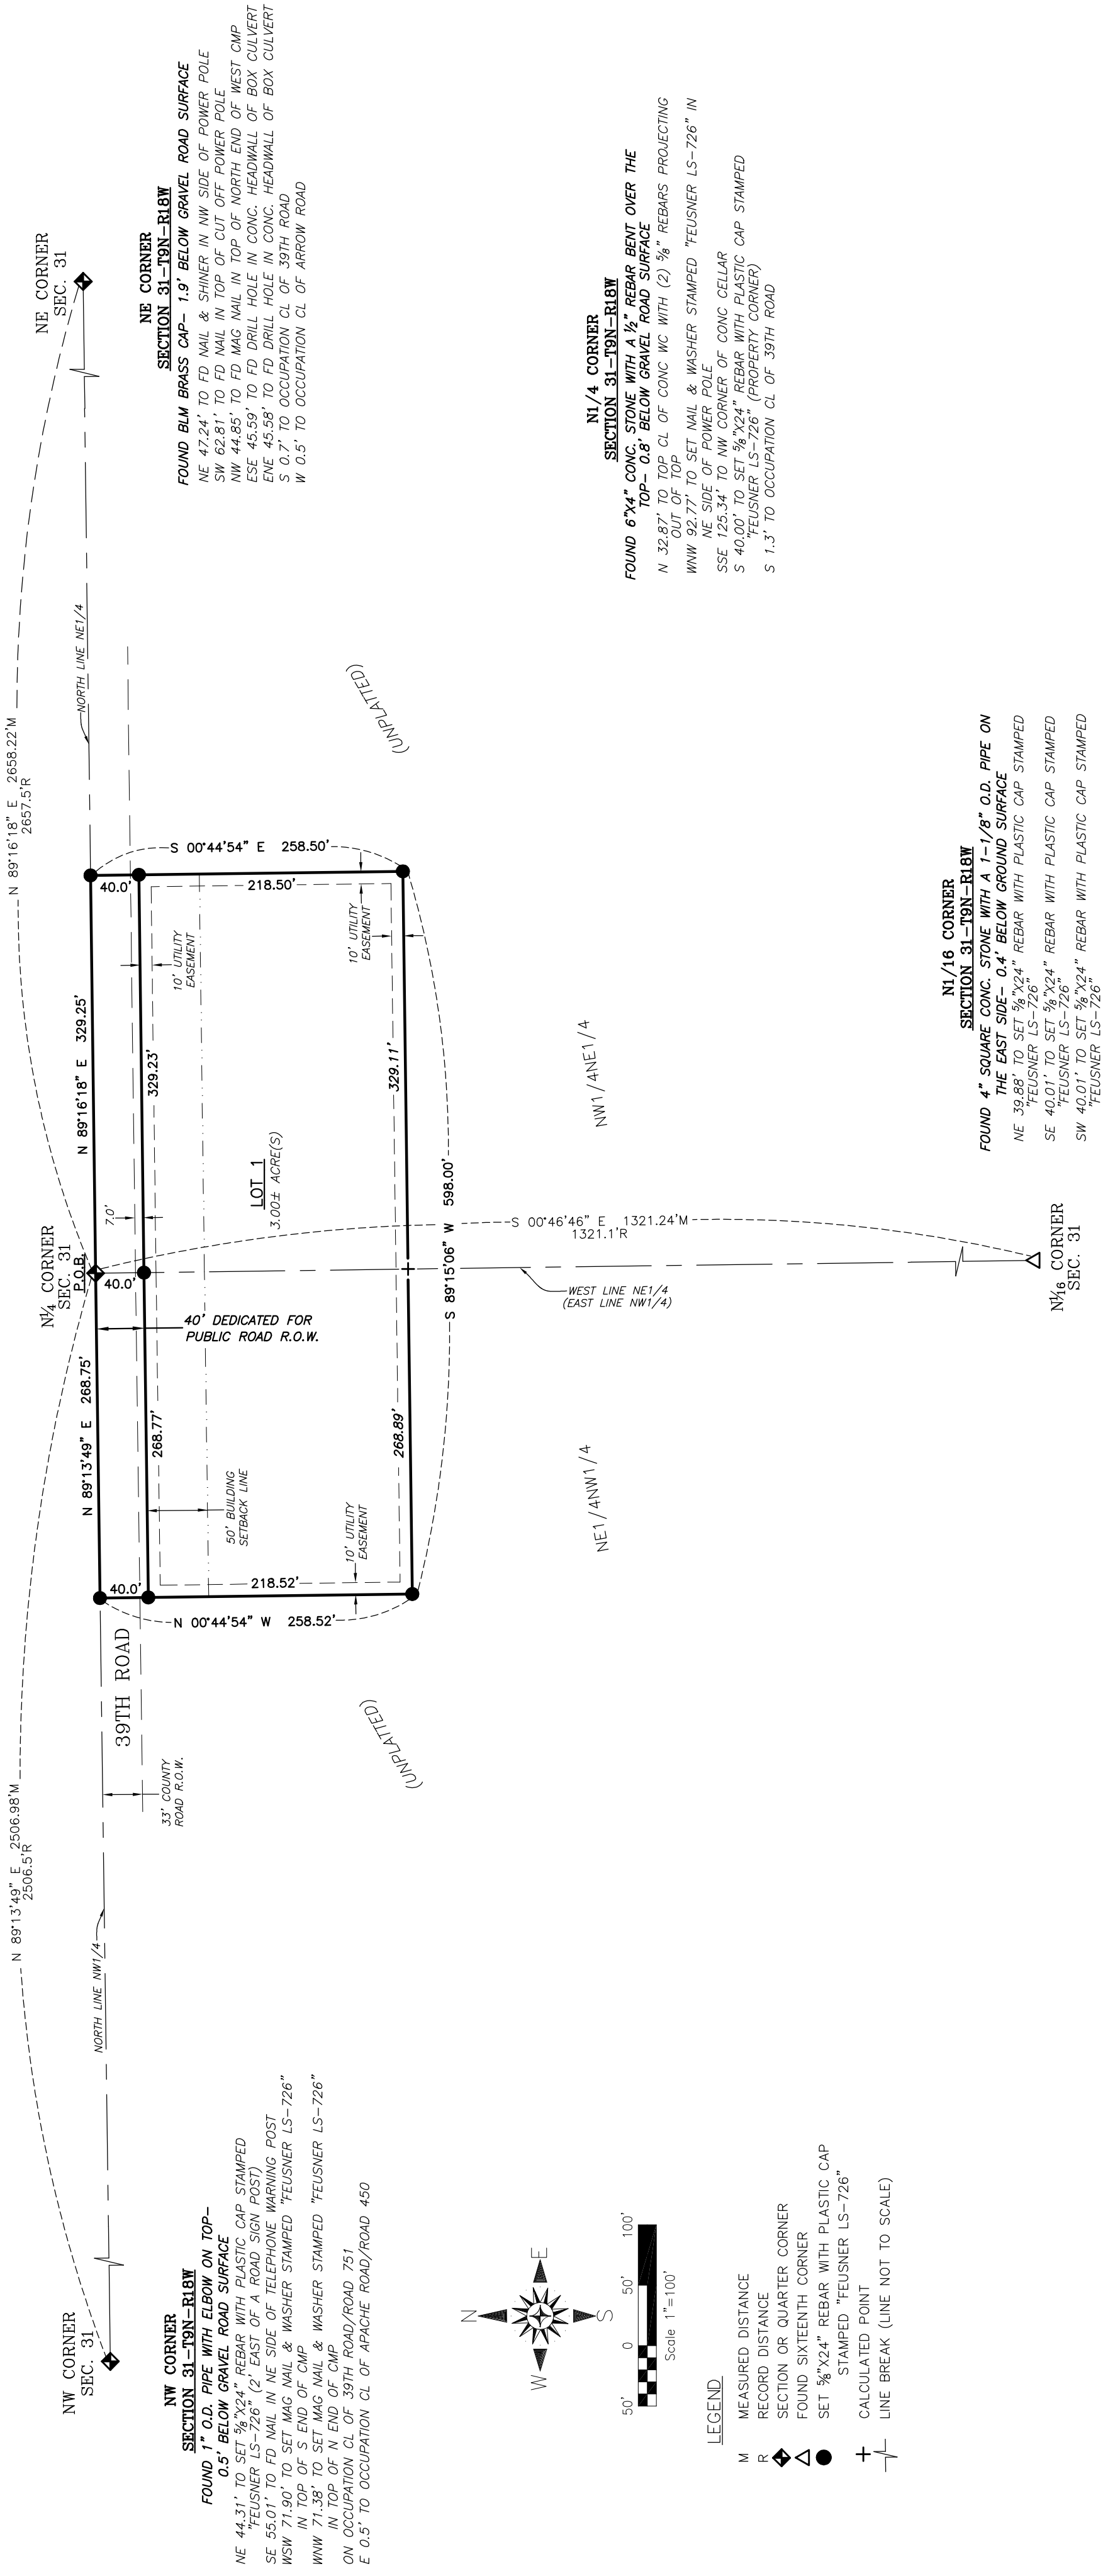 NW CORNER
SEC. 31
N 89°13'49" E 2506.98'M
2506.5'R
NORTH LINE NW1/4
N1/4 CORNER
SEC. 31
P.O.B.
N 89°16'18" E 2658.22'M
2657.5'R
NORTH LINE NE1/4
NE CORNER
SEC. 31
N 89°13'49" E 268.75'
N 89°16'18" E 329.25'
40.0'
40.0'
40.0'
7.0'
39TH ROAD
33' COUNTY
ROAD R.O.W.
268.77'
329.23'
40' DEDICATED FOR
PUBLIC ROAD R.O.W.
10' UTILITY
EASEMENT
50' BUILDING
SETBACK LINE
LOT 1
3.00± ACRE(S)
N 00°44'54" W 258.52'
218.52'
10' UTILITY
EASEMENT
218.50'
S 00°44'54" E 258.50'
10' UTILITY
EASEMENT
268.89'
329.11'
S 89°15'06" W 598.00'
(UNPLATTED)
(UNPLATTED)
NE1/4NW1/4
NW1/4NE1/4
WEST LINE NE1/4
(EAST LINE NW1/4)
S 00°46'46" E 1321.24'M
1321.1'R
N1/16 CORNER
SEC. 31
NW CORNER
SECTION 31-T9N-R18W
FOUND 1" O.D. PIPE WITH ELBOW ON TOP-
0.5' BELOW GRAVEL ROAD SURFACE
NE 44.31' TO SET 5/8"X24" REBAR WITH PLASTIC CAP STAMPED
"FEUSNER LS-726" (2' EAST OF A ROAD SIGN POST)
SE 55.01' TO FD NAIL IN NE SIDE OF TELEPHONE WARNING POST
WSW 71.90' TO SET MAG NAIL & WASHER STAMPED "FEUSNER LS-726"
IN TOP OF S END OF CMP
WNW 71.38' TO SET MAG NAIL & WASHER STAMPED "FEUSNER LS-726"
IN TOP OF N END OF CMP
ON OCCUPATION CL OF 39TH ROAD/ROAD 751
E 0.5' TO OCCUPATION CL OF APACHE ROAD/ROAD 450
NE CORNER
SECTION 31-T9N-R18W
FOUND BLM BRASS CAP- 1.9' BELOW GRAVEL ROAD SURFACE
NE 47.24' TO FD NAIL & SHINER IN NW SIDE OF POWER POLE
SW 62.81' TO FD NAIL IN TOP OF CUT OFF POWER POLE
NW 44.85' TO FD MAG NAIL IN TOP OF NORTH END OF WEST CMP
ESE 45.59' TO FD DRILL HOLE IN CONC. HEADWALL OF BOX CULVERT
ENE 45.58' TO FD DRILL HOLE IN CONC. HEADWALL OF BOX CULVERT
S 0.7' TO OCCUPATION CL OF 39TH ROAD
W 0.5' TO OCCUPATION CL OF ARROW ROAD
N1/4 CORNER
SECTION 31-T9N-R18W
FOUND 6"X4" CONC. STONE WITH A 1/2" REBAR BENT OVER THE
TOP- 0.8' BELOW GRAVEL ROAD SURFACE
N 32.87' TO TOP CL OF CONC WC WITH (2) 5/8" REBARS PROJECTING
OUT OF TOP
WNW 92.77' TO SET NAIL & WASHER STAMPED "FEUSNER LS-726" IN
NE SIDE OF POWER POLE
SSE 125.34' TO NW CORNER OF CONC CELLAR
S 40.00' TO SET 5/8"X24" REBAR WITH PLASTIC CAP STAMPED
"FEUSNER LS-726" (PROPERTY CORNER)
S 1.3' TO OCCUPATION CL OF 39TH ROAD
N1/16 CORNER
SECTION 31-T9N-R18W
FOUND 4" SQUARE CONC. STONE WITH A 1-1/8" O.D. PIPE ON
THE EAST SIDE- 0.4' BELOW GROUND SURFACE
NE 39.88' TO SET 5/8"X24" REBAR WITH PLASTIC CAP STAMPED
"FEUSNER LS-726"
SE 40.01' TO SET 5/8"X24" REBAR WITH PLASTIC CAP STAMPED
"FEUSNER LS-726"
SW 40.01' TO SET 5/8"X24" REBAR WITH PLASTIC CAP STAMPED
"FEUSNER LS-726"
N
W
E
S
50' 0 50' 100'
Scale 1"=100'
LEGEND
M MEASURED DISTANCE
R RECORD DISTANCE
SECTION OR QUARTER CORNER
FOUND SIXTEENTH CORNER
SET 5/8"X24" REBAR WITH PLASTIC CAP
STAMPED "FEUSNER LS-726"
CALCULATED POINT
LINE BREAK (LINE NOT TO SCALE)